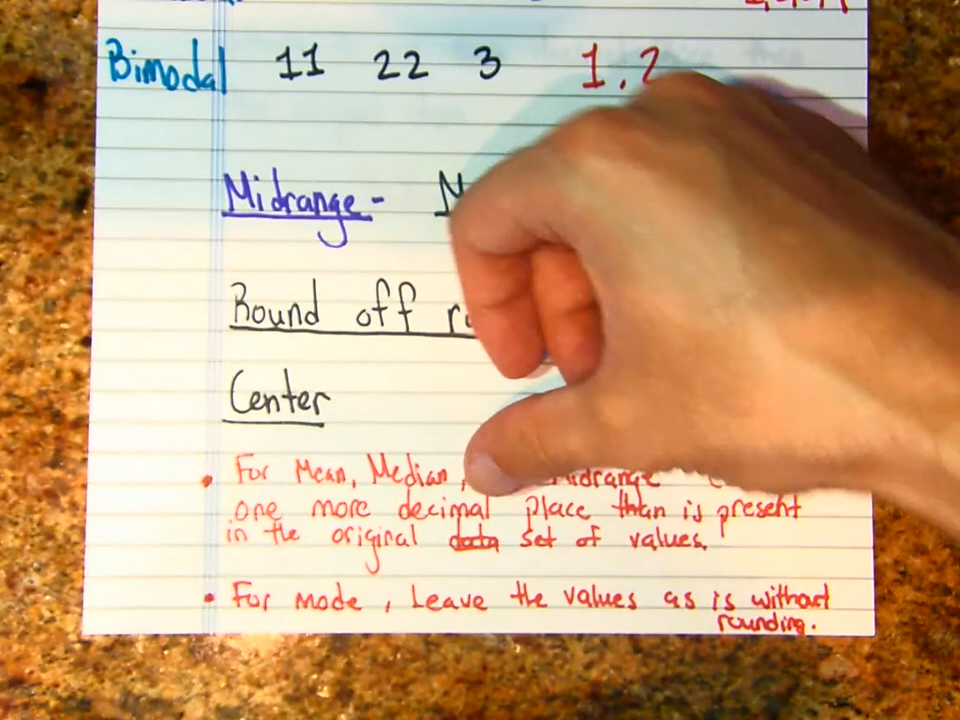 Bimodal 11 22 3 1, 2
Midrange -
Round off
Center
• For Mean, Median, Midrange
one more decimal place than is present
in the original set of values.
• For mode, Leave the values as is without
rounding.